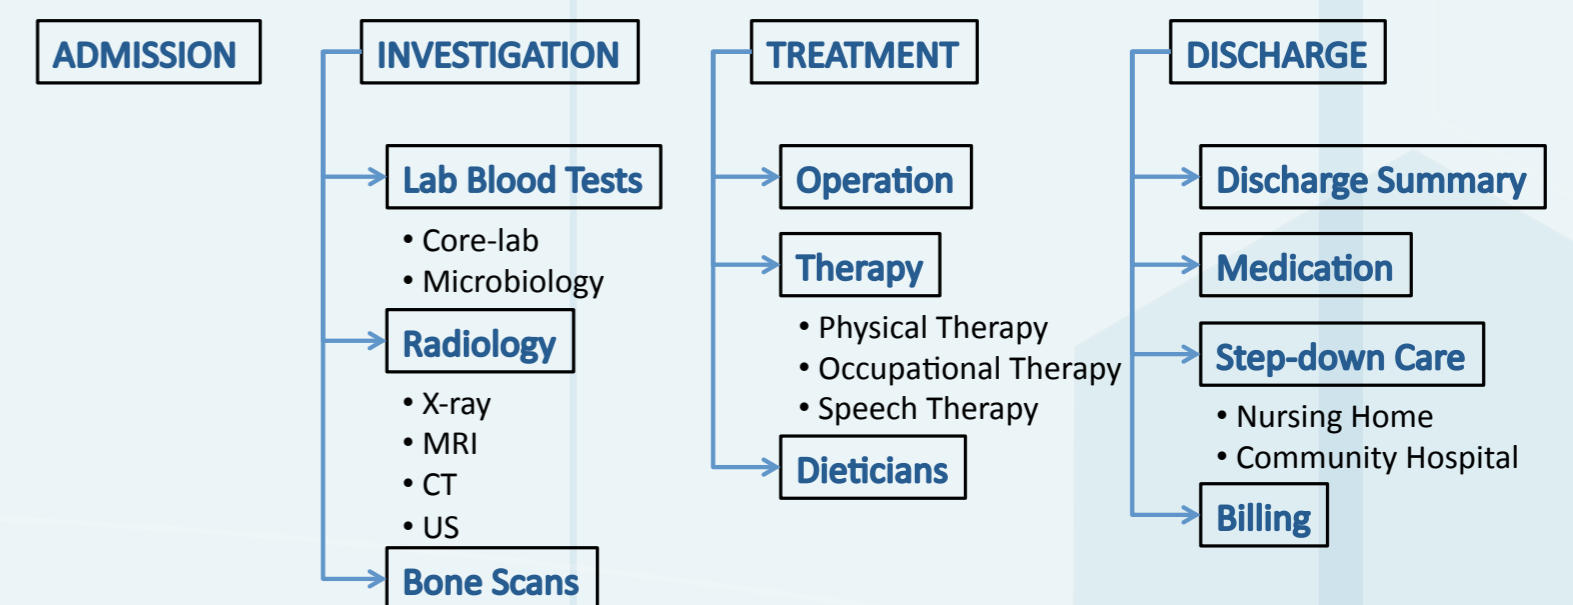 ADMISSION
INVESTIGATION
Lab Blood Tests
• Core-lab
• Microbiology
Radiology
• X-ray
• MRI
• CT
• US
Bone Scans
TREATMENT
Operation
Therapy
• Physical Therapy
• Occupational Therapy
• Speech Therapy
Dieticians
DISCHARGE
Discharge Summary
Medication
Step-down Care
• Nursing Home
• Community Hospital
Billing